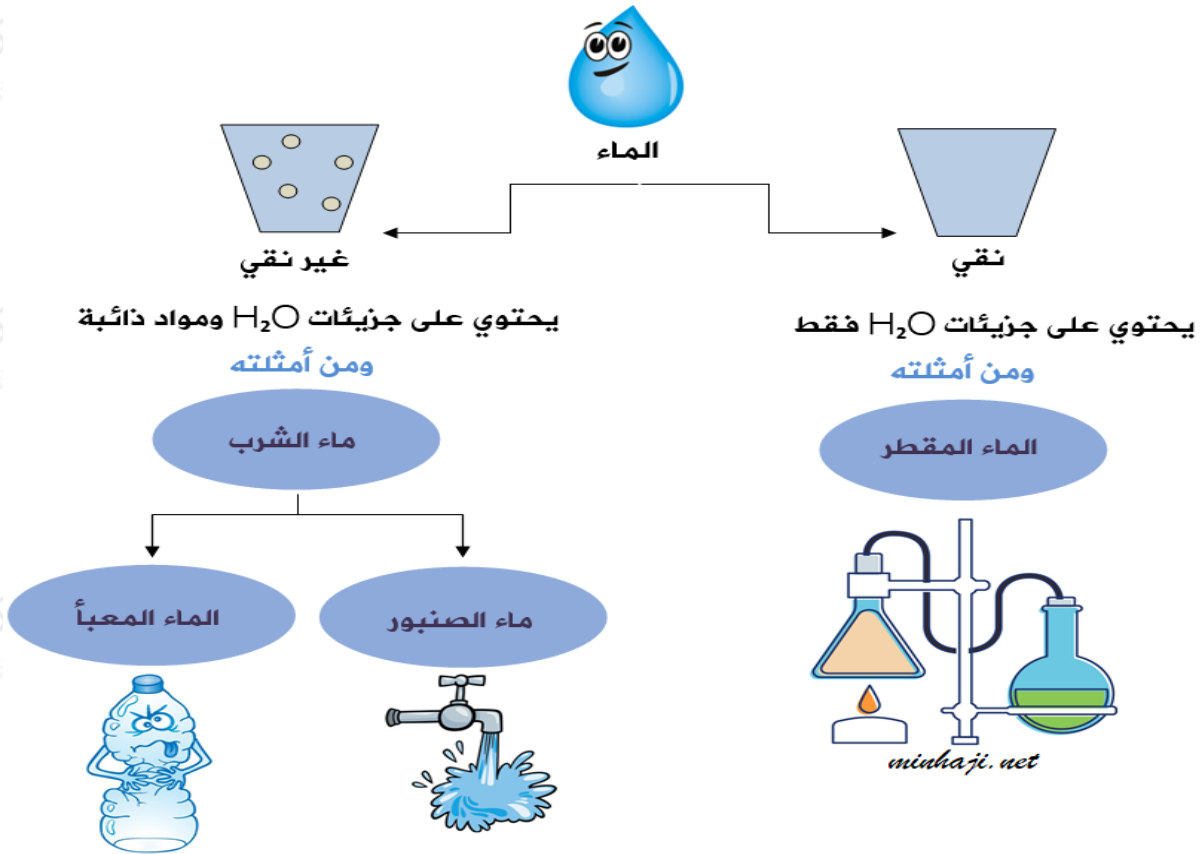 الماء
نقي
يحتوي على جزيئات H₂O فقط
ومن أمثلته
الماء المقطر
minhaji.net
غير نقي
يحتوي على جزيئات H₂O ومواد ذائبة
ومن أمثلته
ماء الشرب
ماء الصنبور
الماء المعبأ